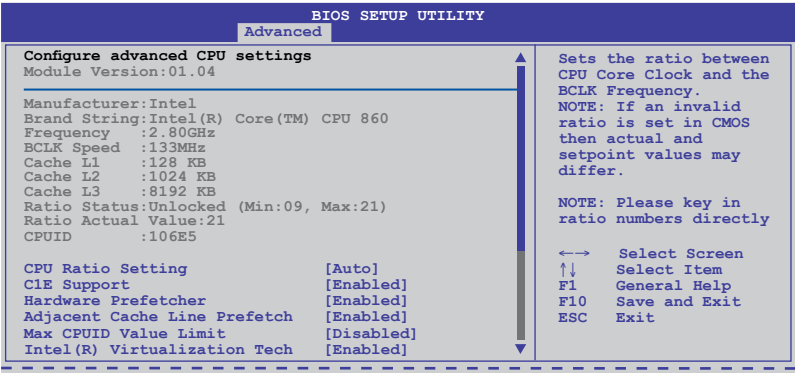 BIOS SETUP UTILITY
Advanced
Configure advanced CPU settings
Module Version:01.04
Manufacturer:Intel
Brand String:Intel(R) Core(TM) CPU 860
Frequency :2.80GHz
BCLK Speed :133MHz
Cache L1 :128 KB
Cache L2 :1024 KB
Cache L3 :8192 KB
Ratio Status:Unlocked (Min:09, Max:21)
Ratio Actual Value:21
CPUID :106E5
CPU Ratio Setting [Auto]
C1E Support [Enabled]
Hardware Prefetcher [Enabled]
Adjacent Cache Line Prefetch [Enabled]
Max CPUID Value Limit [Disabled]
Intel(R) Virtualization Tech [Enabled]
Sets the ratio between
CPU Core Clock and the
BCLK Frequency.
NOTE: If an invalid
ratio is set in CMOS
then actual and
setpoint values may
differ.
NOTE: Please key in
ratio numbers directly
←→ Select Screen
↑↓ Select Item
F1 General Help
F10 Save and Exit
ESC Exit